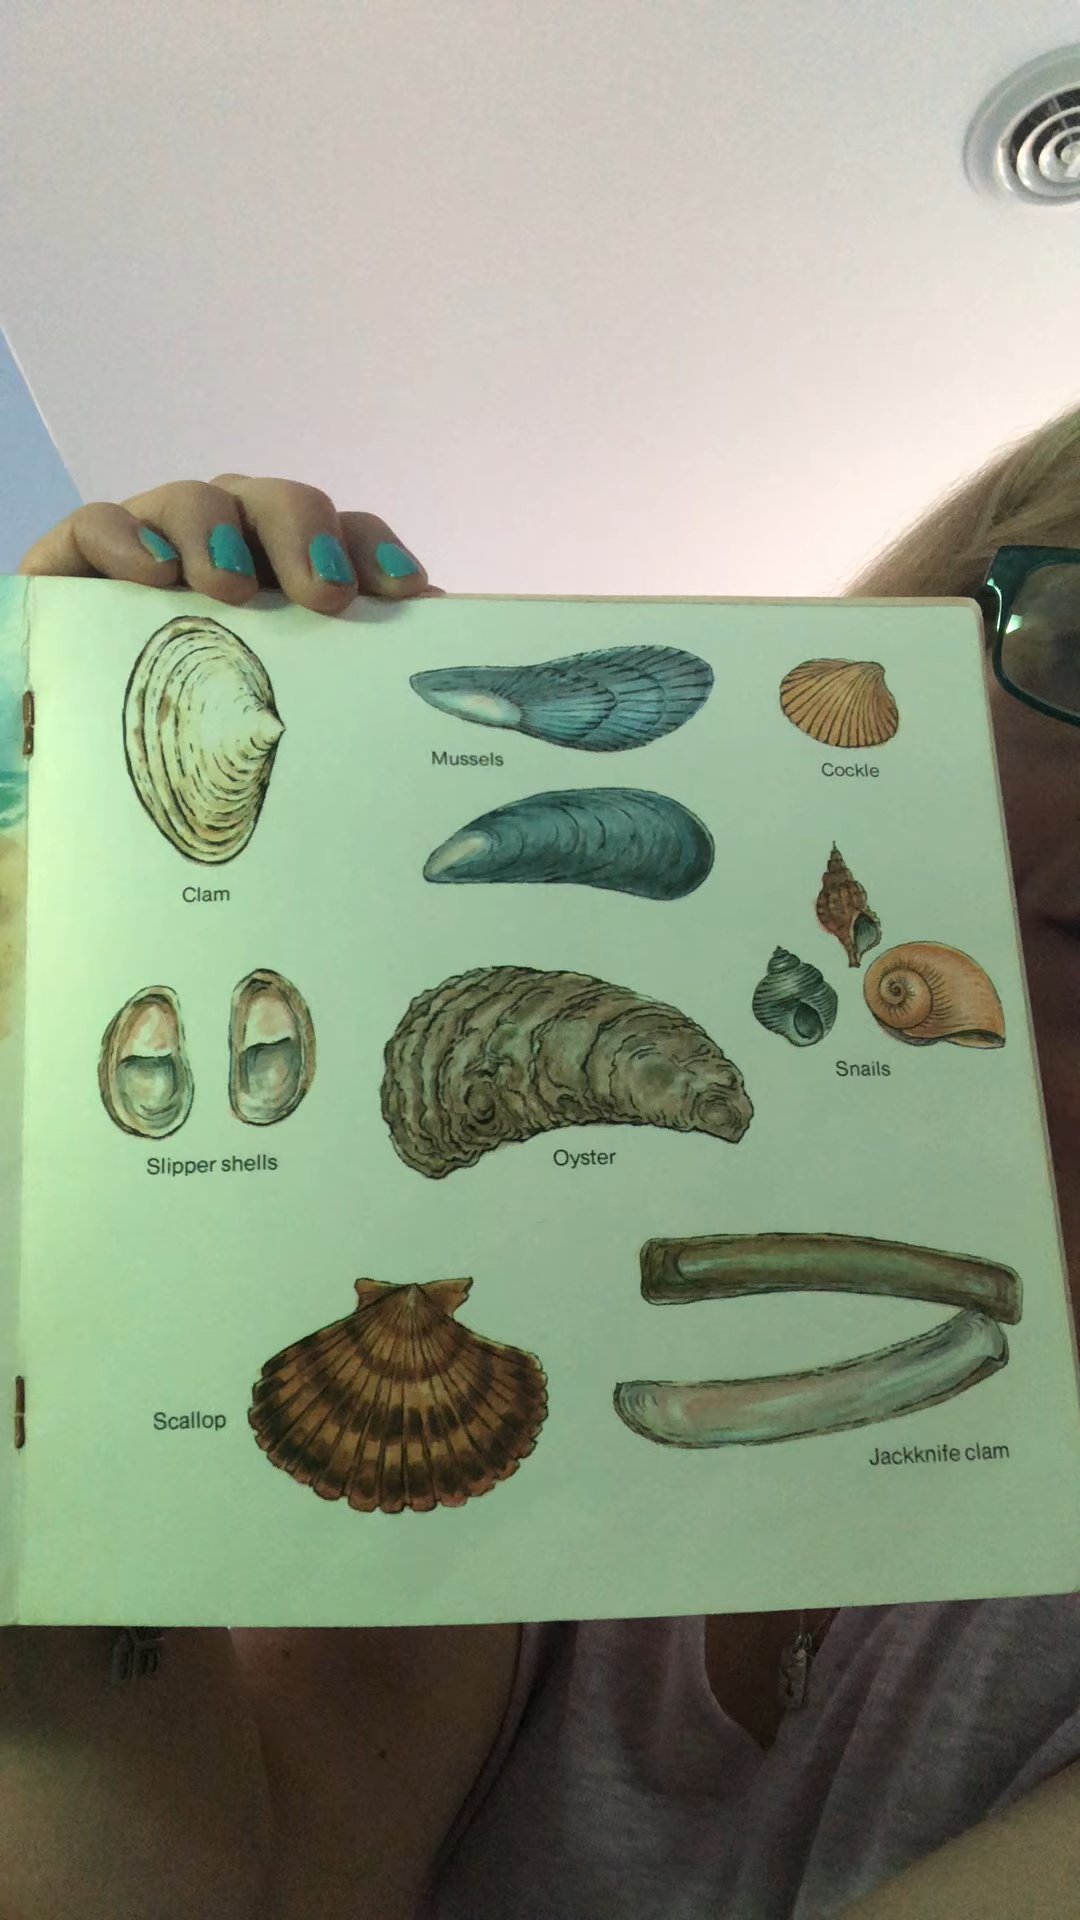 Mussels
Cockle
Clam
Snails
Slipper shells
Oyster
Scallop
Jackknife clam